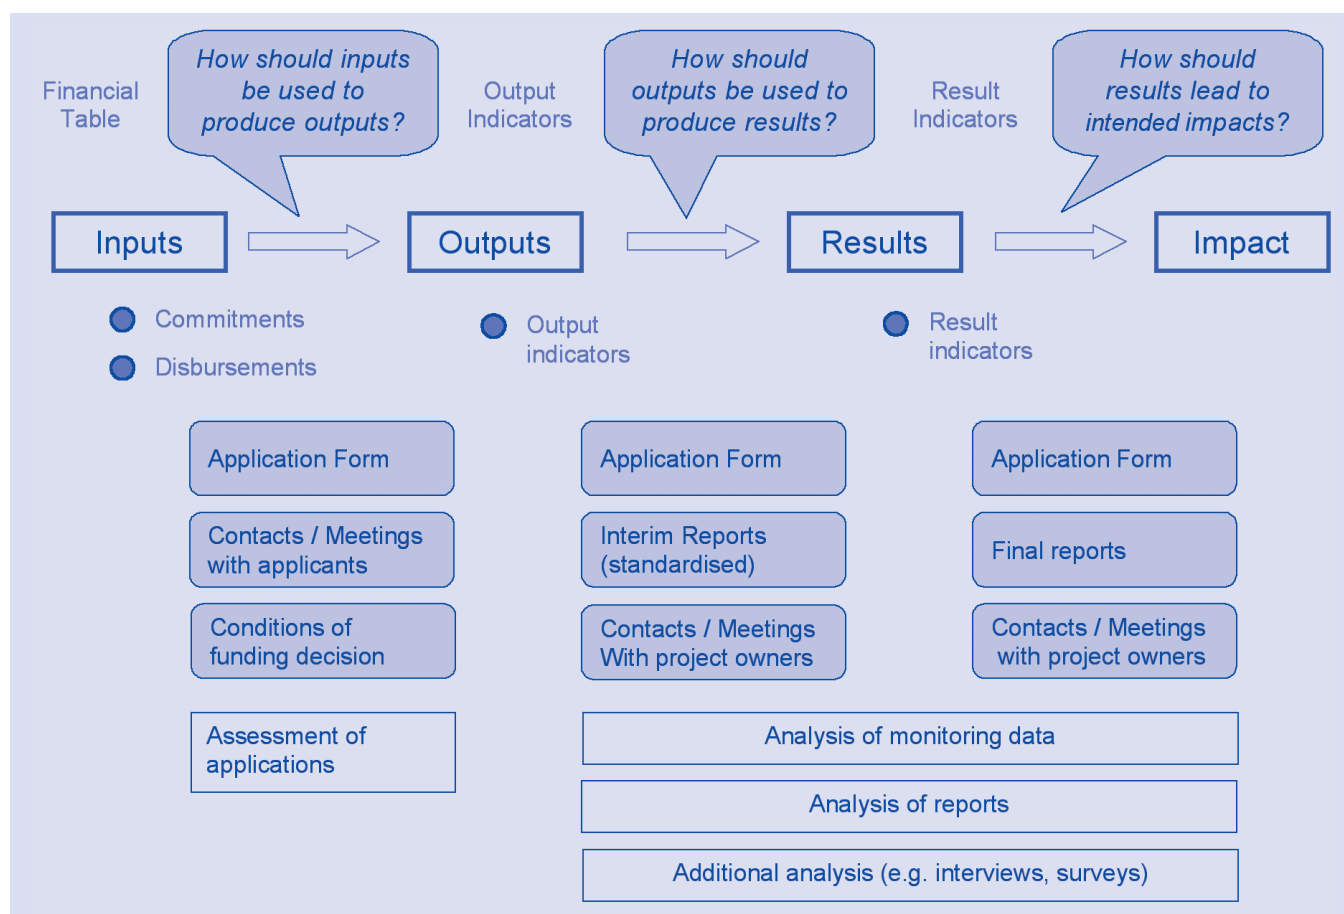 Financial
Table
How should inputs
be used to
produce outputs?
Output
Indicators
How should
outputs be used to
produce results?
Result
Indicators
How should
results lead to
intended impacts?
Inputs
Outputs
Results
Impact
Commitments
Disbursements
Output
indicators
Result
indicators
Application Form
Contacts / Meetings
with applicants
Conditions of
funding decision
Assessment of
applications
Application Form
Interim Reports
(standardised)
Contacts / Meetings
With project owners
Application Form
Final reports
Contacts / Meetings
with project owners
Analysis of monitoring data
Analysis of reports
Additional analysis (e.g. interviews, surveys)